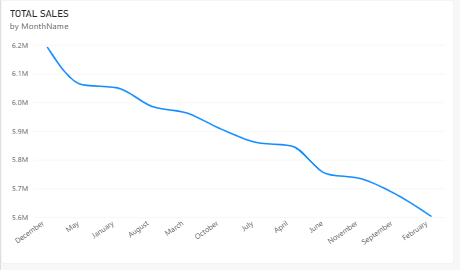 TOTAL SALES
by MonthName
6.2M
6.1M
6.0M
5.9M
5.8M
5.7M
5.6M
December
May
January
August
March
October
July
April
June
November
September
February